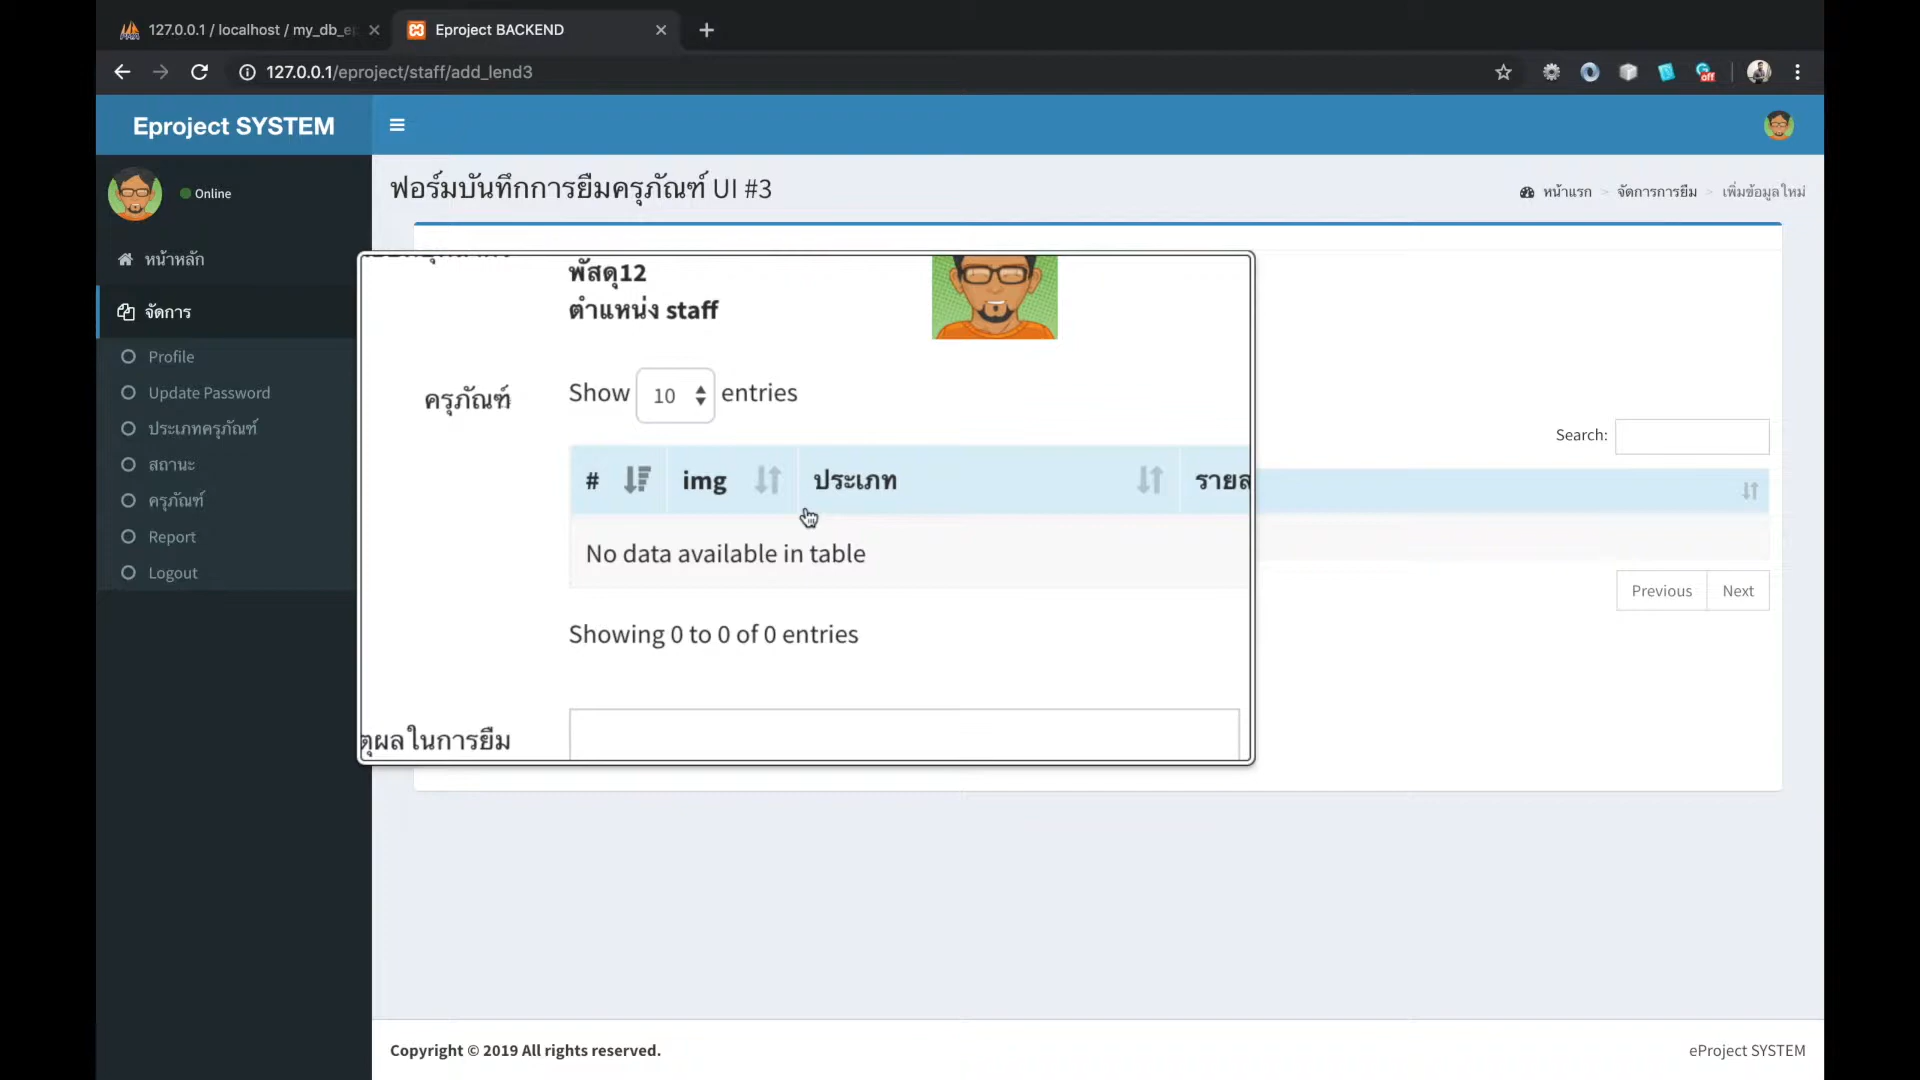 127.0.0.1 / localhost / my_db_e
Eproject BACKEND
127.0.0.1/eproject/staff/add_lend3
off
Eproject SYSTEM
Online
หน้าหลัก
จัดการ
Profile
Update Password
ประเภทครุภัณฑ์
สถานะ
ครุภัณฑ์
Report
Logout
ฟอร์มบันทึกการยืมครุภัณฑ์ UI #3
หน้าแรก > จัดการการยืม > เพิ่มข้อมูลใหม่
พัสดุ12
ตำแหน่ง staff
ครุภัณฑ์
Show 10 entries
Search:
# img ประเภท รายล
No data available in table
Showing 0 to 0 of 0 entries
Previous Next
ตุผลในการยืม
Copyright © 2019 All rights reserved.
eProject SYSTEM